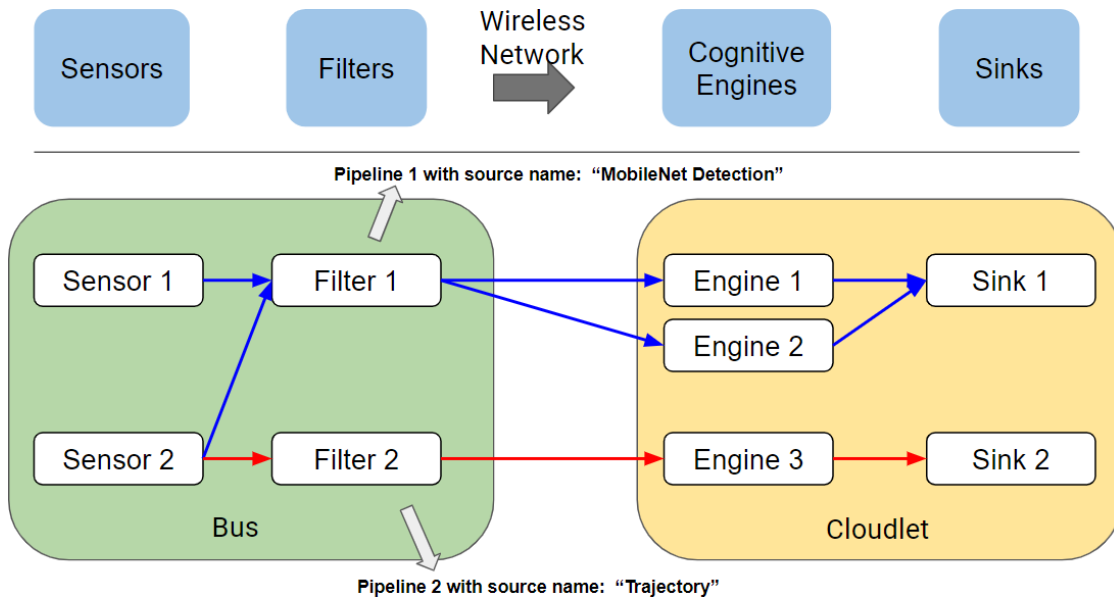 Sensors
Filters
Wireless
Network
Cognitive
Engines
Sinks
Pipeline 1 with source name:  “MobileNet Detection”
Sensor 1
Filter 1
Engine 1
Sink 1
Engine 2
Sensor 2
Filter 2
Engine 3
Sink 2
Bus
Cloudlet
Pipeline 2 with source name:  “Trajectory”